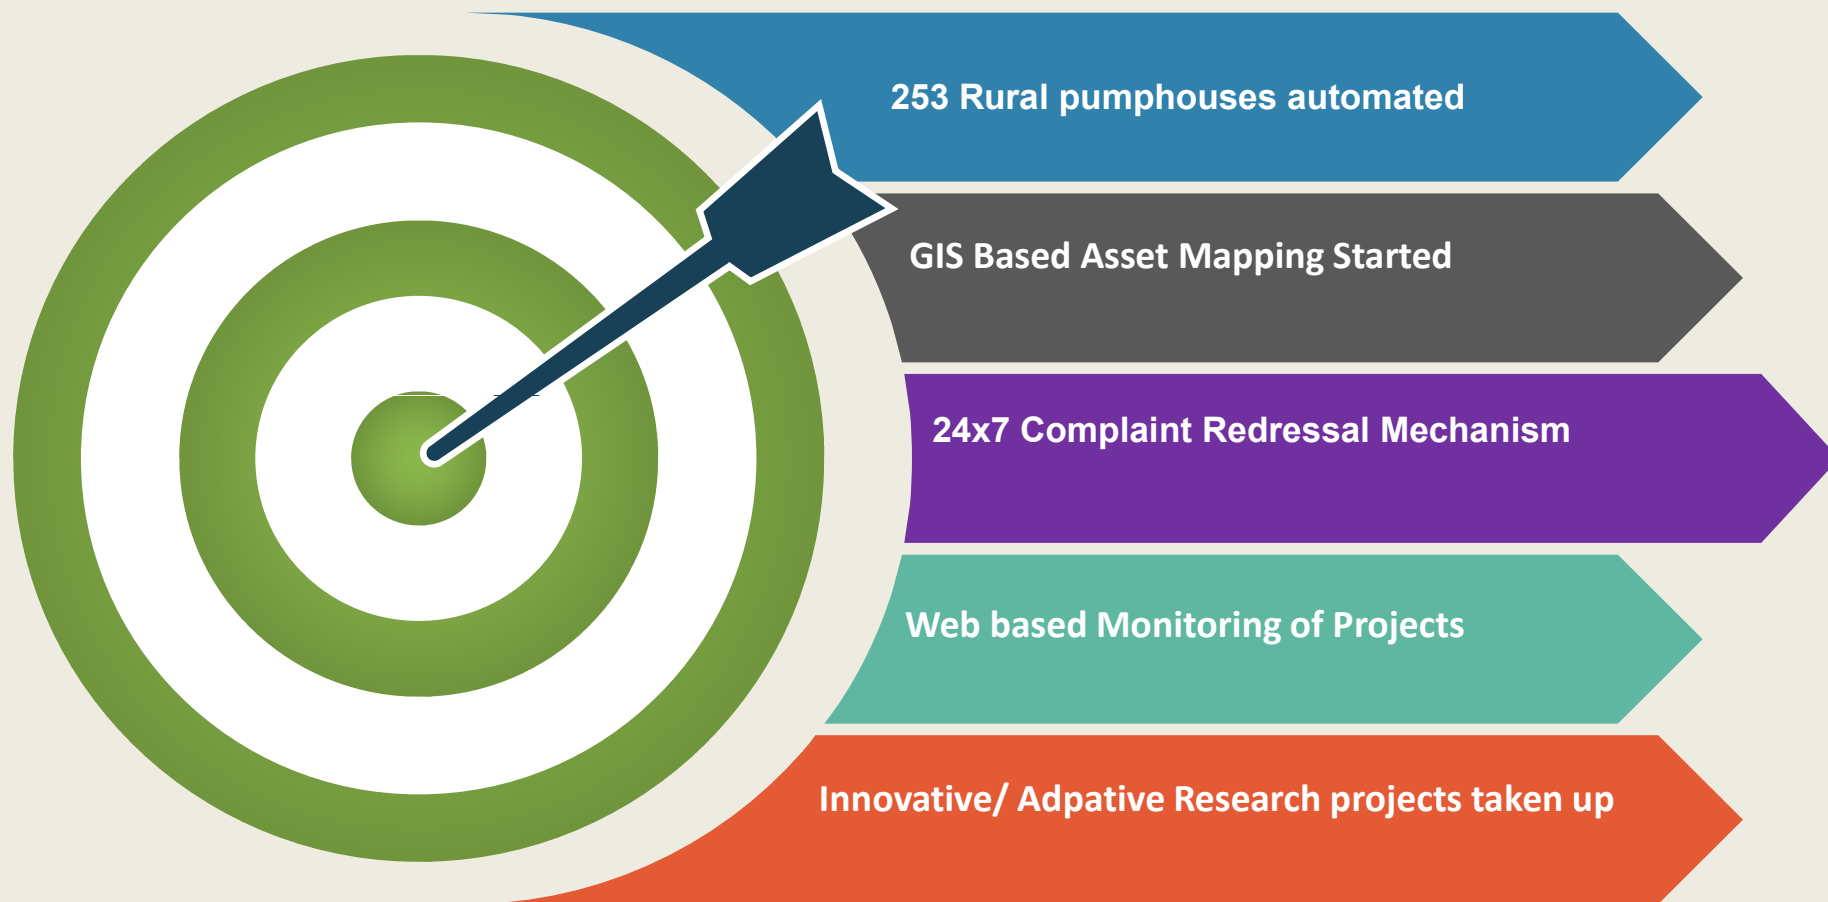 253 Rural pumphouses automated
GIS Based Asset Mapping Started
24x7 Complaint Redressal Mechanism
Web based Monitoring of Projects
Innovative/ Adpative Research projects taken up